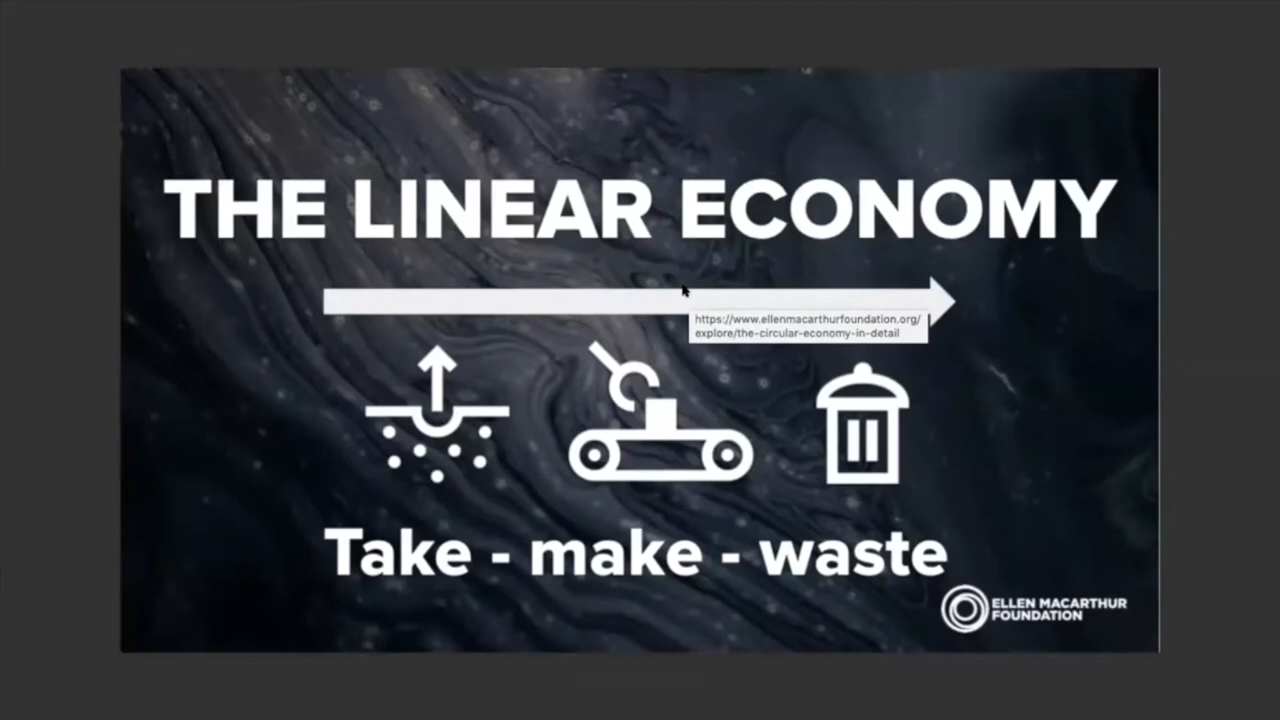 THE LINEAR ECONOMY
https://www.ellenmacarthurfoundation.org/
explore/the-circular-economy-in-detail
Take - make - waste
ELLEN MACARTHUR
FOUNDATION